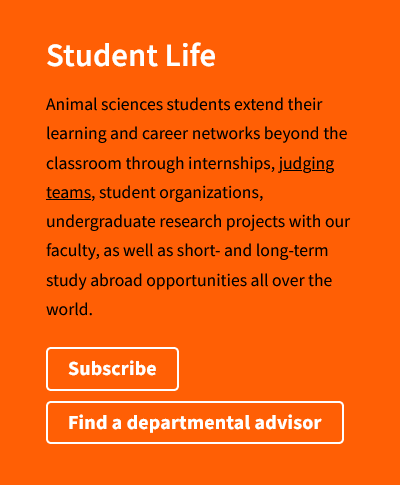 Student Life
Animal sciences students extend their
learning and career networks beyond the
classroom through internships, judging
teams, student organizations,
undergraduate research projects with our
faculty, as well as short- and long-term
study abroad opportunities all over the
world.
Subscribe
Find a departmental advisor